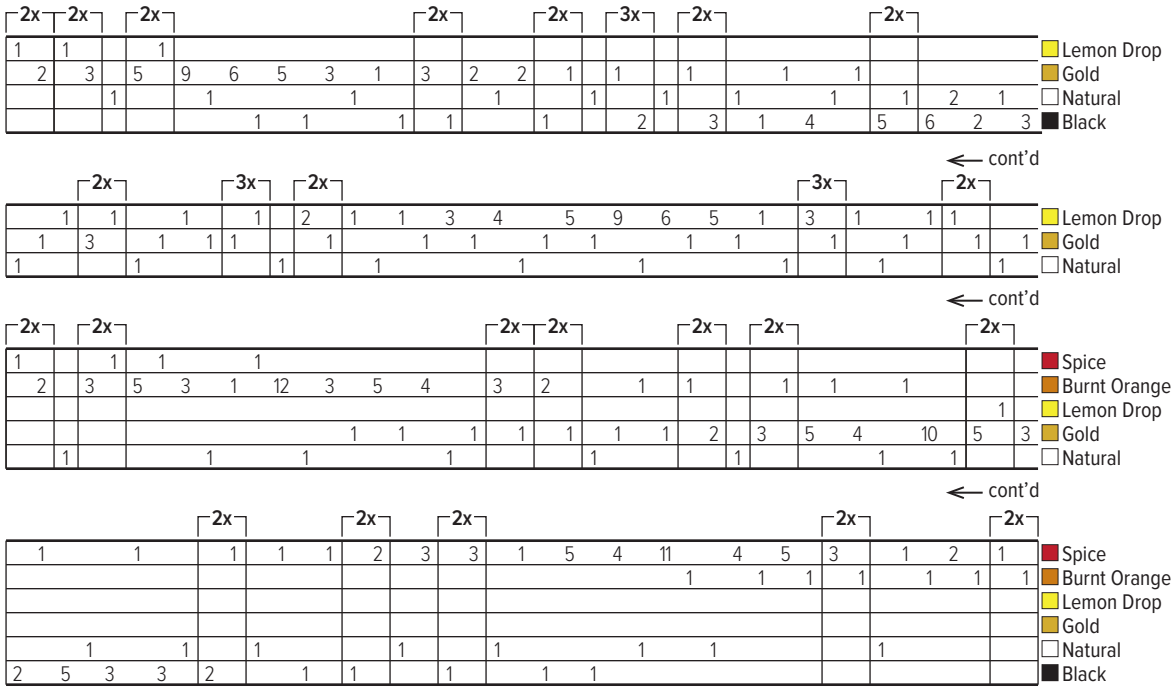 2x 2x 2x 2x 2x 3x 2x 2x
1 1 1 Lemon Drop
2 3 5 9 6 5 3 1 3 2 2 1 1 1 1 1 Gold
1 1 1 1 1 1 1 1 1 2 1 Natural
1 1 1 1 1 2 3 1 4 5 6 2 3 Black
cont'd
2x 3x 2x 3x 2x
1 1 1 1 2 1 1 3 4 5 9 6 5 1 3 1 1 1 Lemon Drop
1 3 1 1 1 1 1 1 1 1 1 1 1 1 1 1 Gold
1 1 1 1 1 1 1 1 1 Natural
cont'd
2x 2x 2x 2x 2x 2x 2x
1 1 1 1 Spice
2 3 5 3 1 12 3 5 4 3 2 1 1 1 1 1 Burnt Orange
1 Lemon Drop
1 1 1 1 1 1 1 2 3 5 4 10 5 3 Gold
1 1 1 1 1 1 1 1 Natural
cont'd
2x 2x 2x 2x 2x
1 1 1 1 1 2 3 3 1 5 4 11 4 5 3 1 2 1 Spice
1 1 1 1 1 1 1 Burnt Orange
Lemon Drop
Gold
1 1 1 1 1 1 1 1 Natural
2 5 3 3 2 1 1 1 1 1 Black